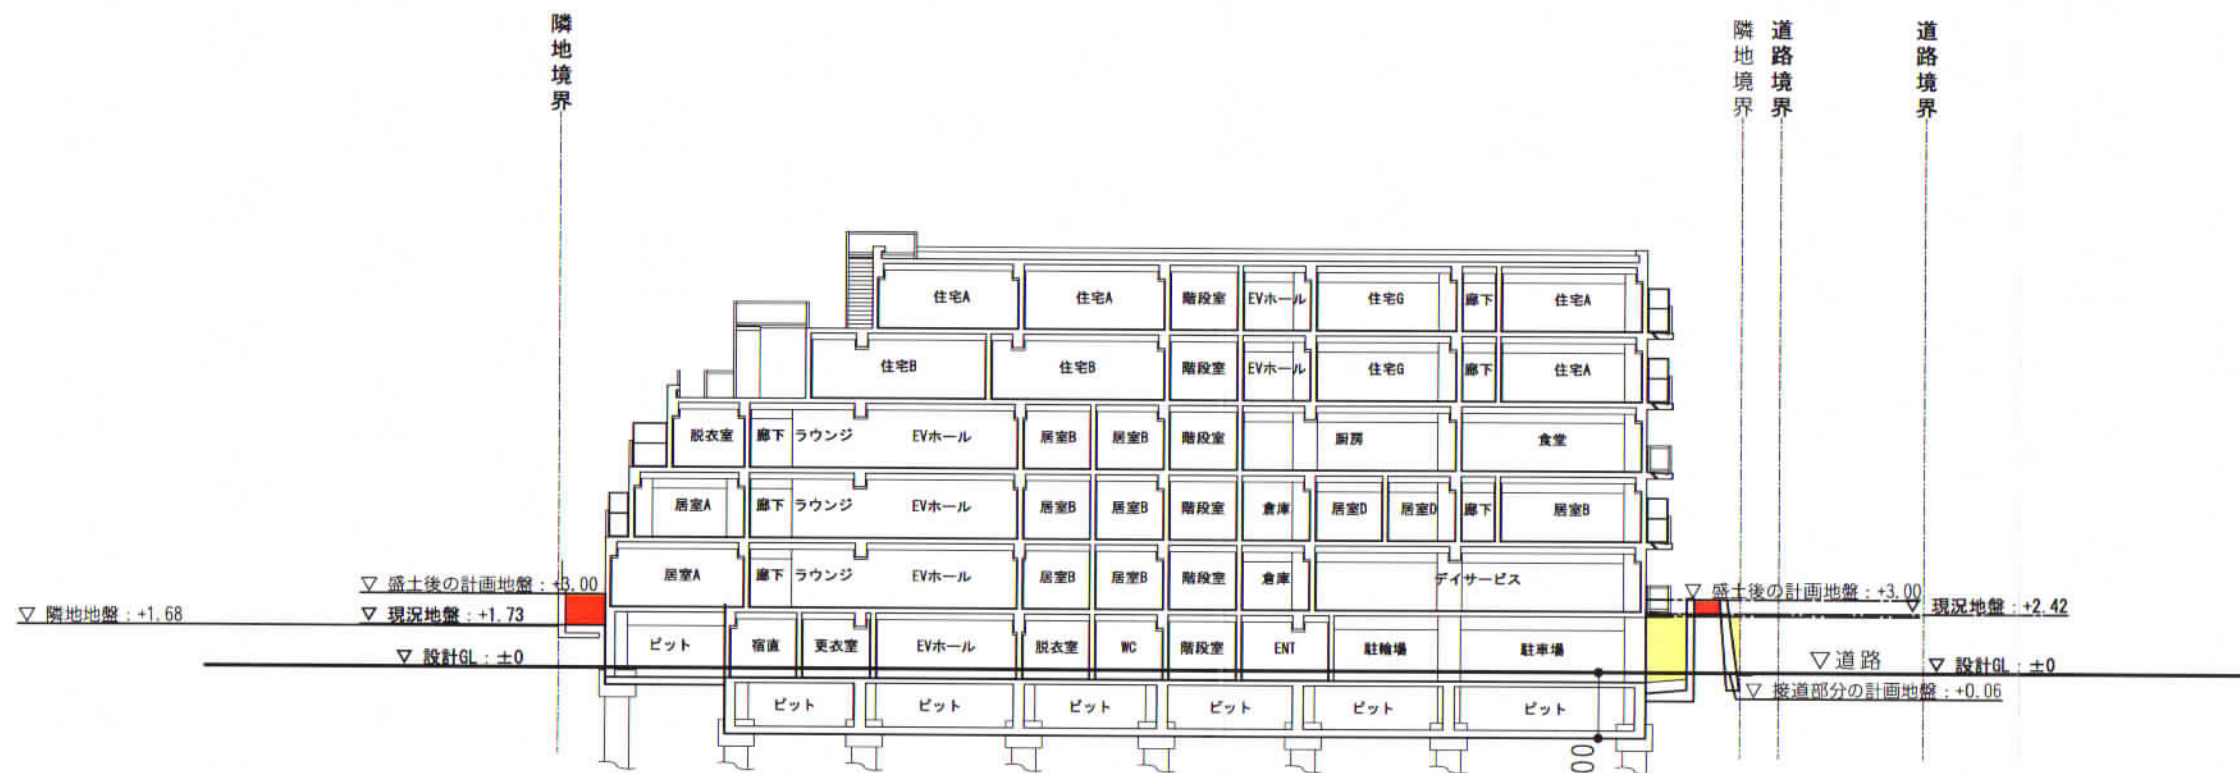 隣地境界
隣地境界
道路境界
道路境界
住宅A 住宅A 階段室 EVホール 住宅G 廊下 住宅A
住宅B 住宅B 階段室 EVホール 住宅G 廊下 住宅A
脱衣室 廊下 ラウンジ EVホール 居室B 居室B 階段室 厨房 食堂
居室A 廊下 ラウンジ EVホール 居室B 居室B 階段室 倉庫 居室D 居室D 廊下 居室B
居室A 廊下 ラウンジ EVホール 居室B 居室B 階段室 倉庫 デイサービス
▽ 盛土後の計画地盤：+3.00
▽ 盛土後の計画地盤：+3.00
▽ 隣地地盤：+1.68
▽ 現況地盤：+1.73
▽ 現況地盤：+2.42
ピット 宿直 更衣室 EVホール 脱衣室 WC 階段室 ENT 駐輪場 駐車場
▽ 設計GL：±0
▽道路
▽ 設計GL：±0
▽ 接道部分の計画地盤：+0.06
ピット ピット ピット ピット ピット ピット
00